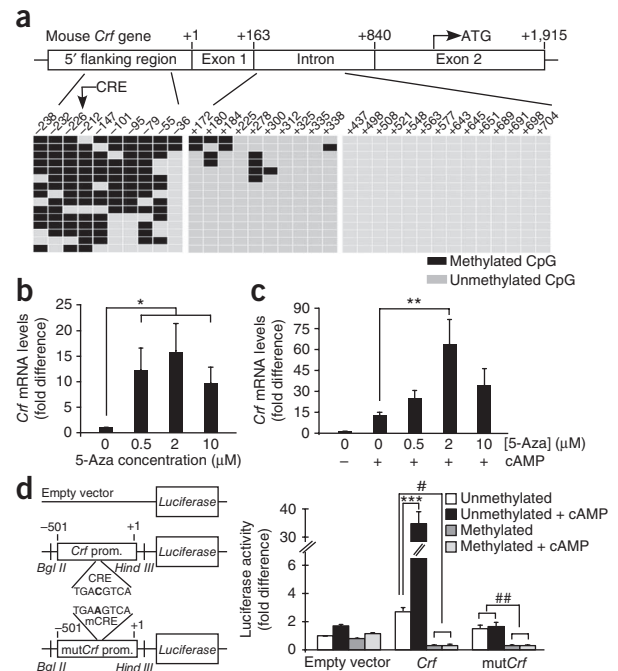 a
Mouse Crf gene +1 +163 +840 ATG +1,915
5′ flanking region Exon 1 Intron Exon 2
CRE
–238 –232 –226 –212 –147 –101 –95 –79 –55 –36 +172 +180 +184 +225 +278 +300 +312 +325 +335 +338 +437 +498 +508 +521 +548 +563 +577 +643 +645 +651 +689 +691 +698 +704
Methylated CpG
Unmethylated CpG
b
Crf mRNA levels
(fold difference)
25
20
15
10
5
0
*
0 0.5 2 10
5-Aza concentration (µM)
c
Crf mRNA levels
(fold difference)
90
75
60
45
30
15
0
**
0 0 0.5 2 10 [5-Aza] (µM)
– + + + + cAMP
d
Empty vector Luciferase
–501 +1
Crf prom. Luciferase
Bgl II Hind III
CRE
TGACGTCA
TGAAGTCA
mCRE
–501 +1
mutCrf prom. Luciferase
Bgl II Hind III
Luciferase activity
(fold difference)
40
30
6
4
2
0
#
***
##
Unmethylated
Unmethylated + cAMP
Methylated
Methylated + cAMP
Empty vector Crf mutCrf